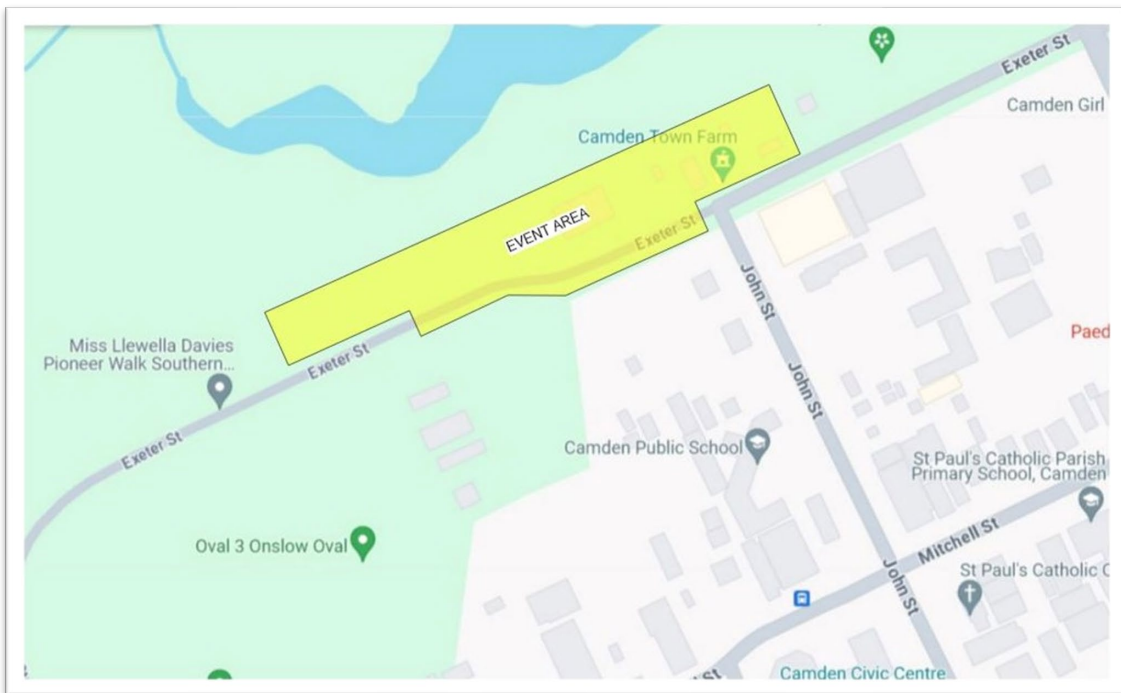 Exeter St
Camden Girl
Camden Town Farm
EVENT AREA
Exeter St
John St
Paed
Miss Llewella Davies
Pioneer Walk Southern...
Exeter St
John St
Exeter St
Camden Public School
St Paul's Catholic Parish
Primary School, Camden
Oval 3 Onslow Oval
Mitchell St
St Paul's Catholic C
John St
Camden Civic Centre
St